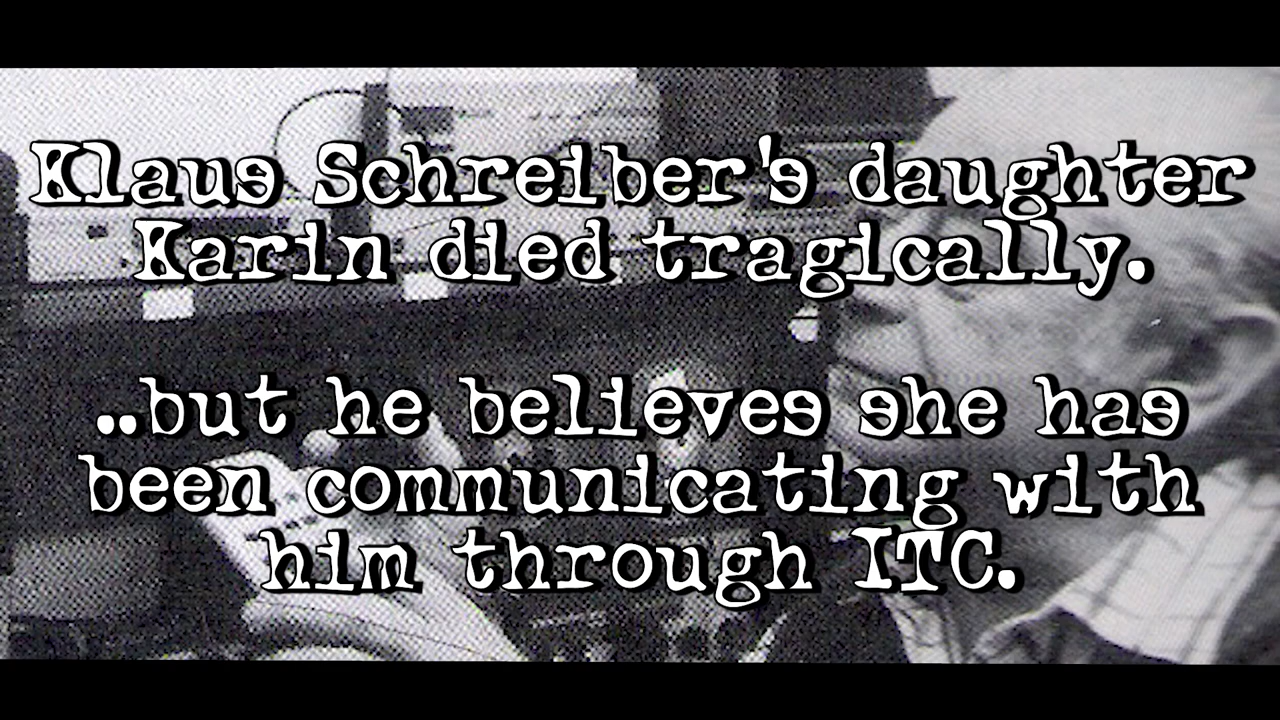 Klaus Schreiber's daughter
Karin died tragically.
..but he believes she has
been communicating with
him through ITC.